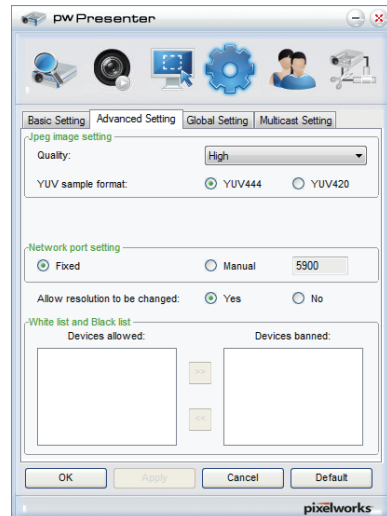 pwPresenter
Basic Setting Advanced Setting Global Setting Multicast Setting
Jpeg image setting
Quality: High
YUV sample format: YUV444 YUV420
Network port setting
Fixed Manual 5900
Allow resolution to be changed: Yes No
White list and Black list
Devices allowed: Devices banned:
>>
<<
OK Apply Cancel Default
pixelworks